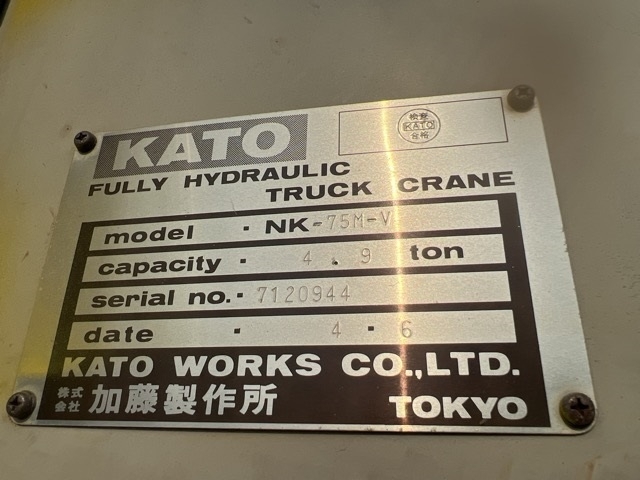 KATO
検査
KATO
合格
FULLY HYDRAULIC
TRUCK CRANE
model · NK-75M-V
capacity · 4.9 ton
serial no. · 7120944
date · 4 · 6
KATO WORKS CO.,LTD.
株式会社 加藤製作所 TOKYO